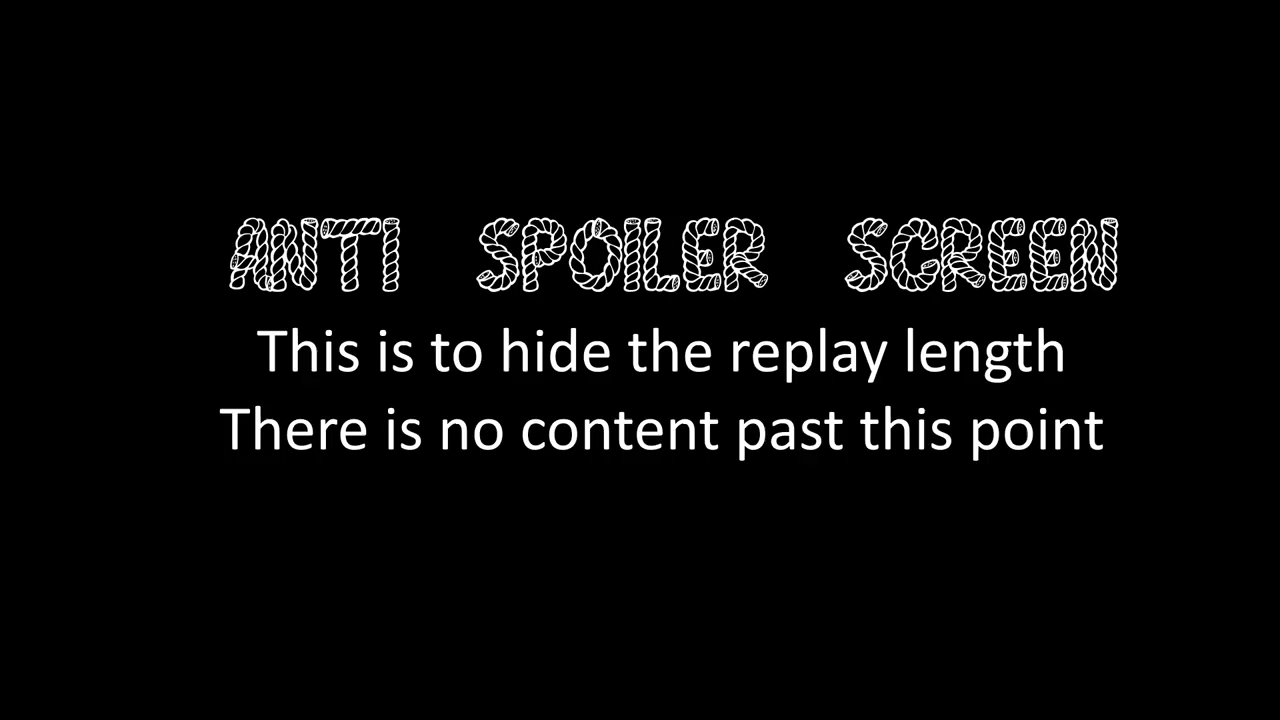 ANTI SPOILER SCREEN
This is to hide the replay length
There is no content past this point